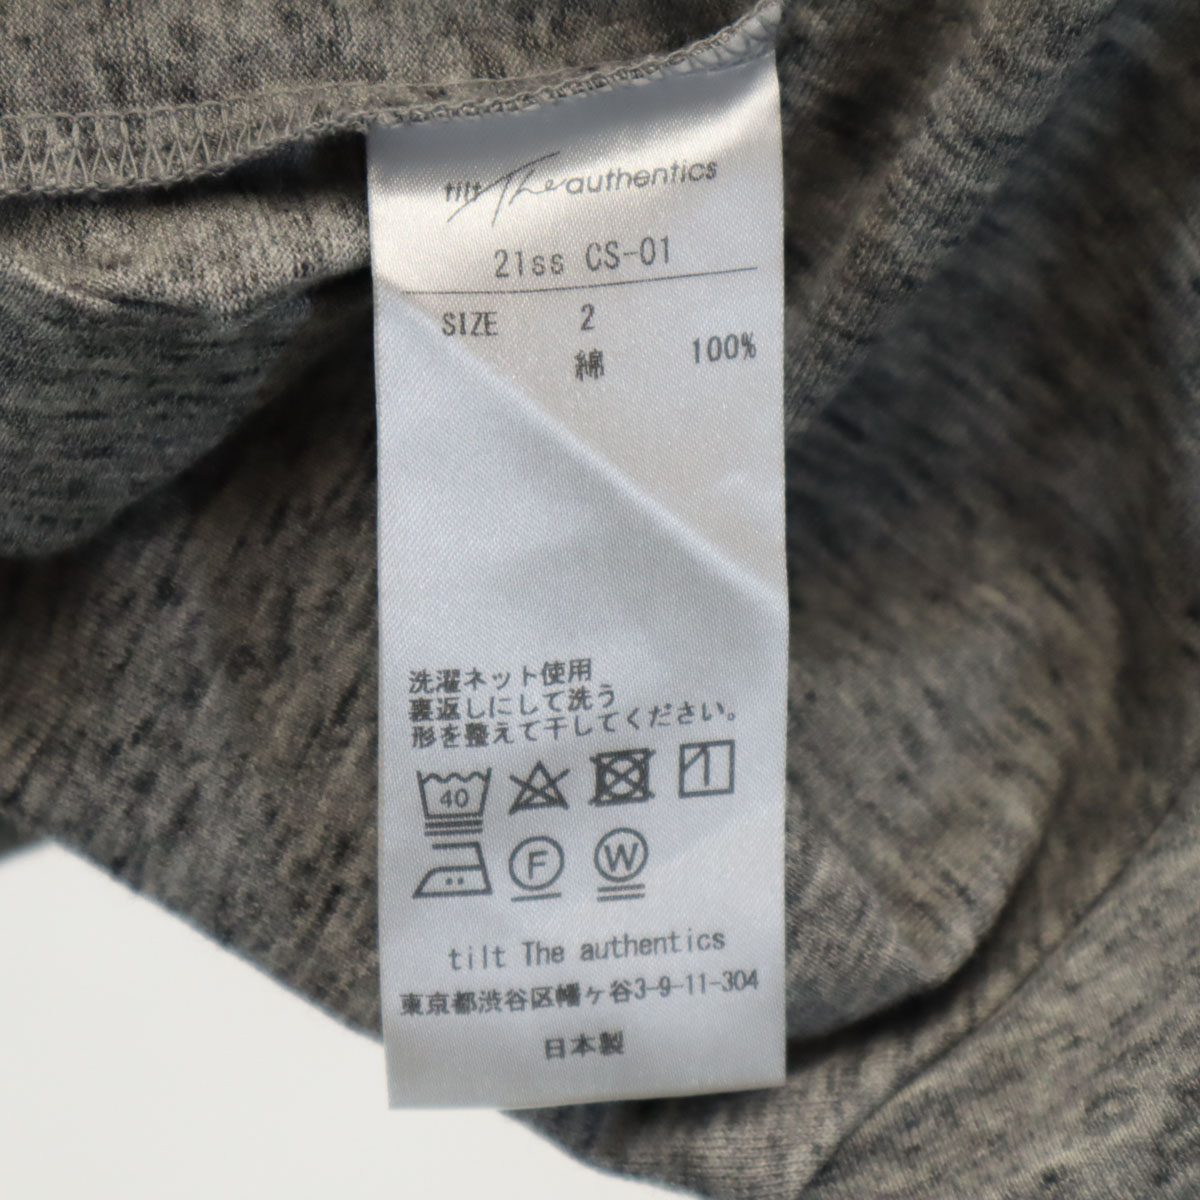 tilt The authentics
21ss CS-01
SIZE 2
綿 100%
洗濯ネット使用
裏返しにして洗う
形を整えて干してください。
40
F W
tilt The authentics
東京都渋谷区幡ヶ谷3-9-11-304
日本製